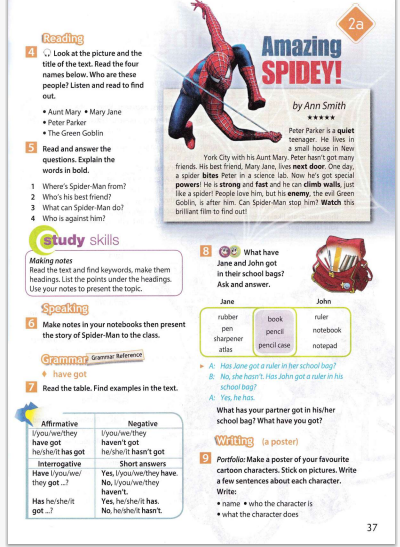 2a
Reading
4 Look at the picture and the
title of the text. Read the four
names below. Who are these
people? Listen and read to find
out.
• Aunt Mary • Mary Jane
• Peter Parker
• The Green Goblin
5 Read and answer the
questions. Explain the
words in bold.
1 Where's Spider-Man from?
2 Who's his best friend?
3 What can Spider-Man do?
4 Who is against him?
Amazing
SPIDEY!
by Ann Smith
★★★★★
Peter Parker is a quiet
teenager. He lives in
a small house in New
York City with his Aunt Mary. Peter hasn't got many
friends. His best friend, Mary Jane, lives next door. One day,
a spider bites Peter in a science lab. Now he's got special
powers! He is strong and fast and he can climb walls, just
like a spider! People love him, but his enemy, the evil Green
Goblin, is after him. Can Spider-Man stop him? Watch this
brilliant film to find out!
study skills
Making notes
Read the text and find keywords, make them
headings. List the points under the headings.
Use your notes to present the topic.
Speaking
6 Make notes in your notebooks then present
the story of Spider-Man to the class.
Grammar Grammar Reference
have got
7 Read the table. Find examples in the text.
Affirmative Negative
I/you/we/they I/you/we/they
have got haven't got
he/she/it has got he/she/it hasn't got.
Interrogative Short answers
Have I/you/we/ Yes, I/you/we/they have.
they got ...? No, I/you/we/they
haven't.
Has he/she/it Yes, he/she/it has.
got ...? No, he/she/it hasn't.
8 What have
Jane and John got
in their school bags?
Ask and answer.
Jane John
rubber book ruler
pen pencil notebook
sharpener pencil case notepad
atlas
A: Has Jane got a ruler in her school bag?
B: No, she hasn't. Has John got a ruler in his
school bag?
A: Yes, he has.
What has your partner got in his/her
school bag? What have you got?
Writing (a poster)
9 Portfolio: Make a poster of your favourite
cartoon characters. Stick on pictures. Write
a few sentences about each character.
Write:
• name • who the character is
• what the character does
37